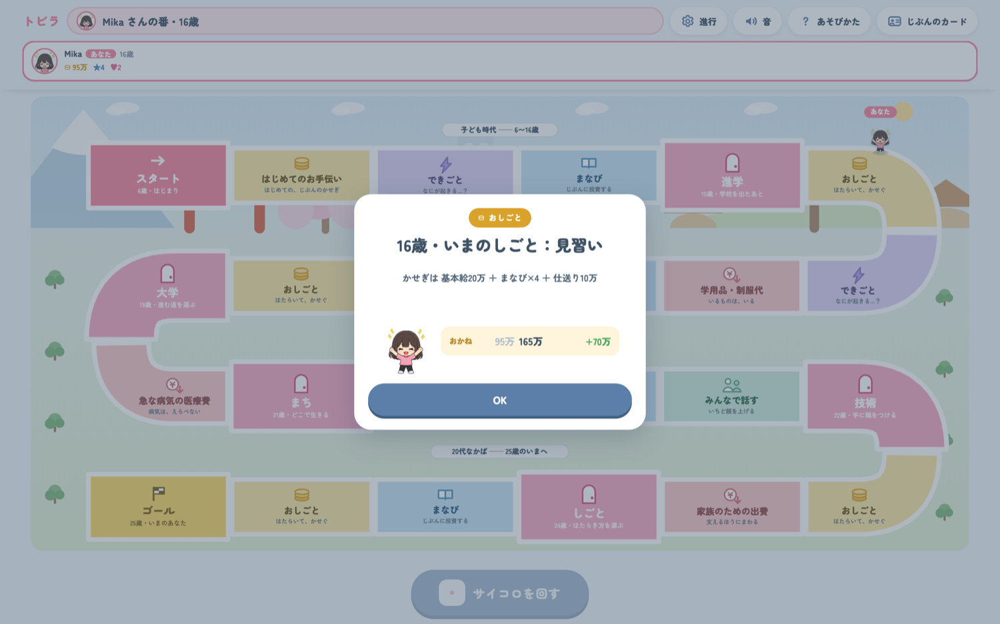 トビラ
Mika さんの番・16歳
進行
音
? あそびかた
じぶんのカード
Mika あなた 16歳
95万 ★4 ♥2
あなた
子ども時代 —— 6〜16歳
スタート
6歳・はじまり
はじめてのお手伝い
はじめての、じぶんのかせぎ
できごと
なにが起きる…?
まなび
じぶんに投資する
進学
15歳・学校を出たあと
おしごと
はたらいて、かせぐ
おしごと
16歳・いまのしごと：見習い
かせぎは 基本給20万 ＋ まなび×4 ＋ 仕送り10万
おかね 95万 165万 +70万
OK
大学
19歳・進む道を選ぶ
おしごと
はたらいて、かせぐ
学用品・制服代
いるものは、いる
できごと
なにが起きる…?
急な病気の医療費
病気は、えらべない
まち
21歳・どこで生きる
みんなで話す
いちど顔を上げる
技術
22歳・手に職をつける
20代なかば —— 25歳のいまへ
ゴール
25歳・いまのあなた
おしごと
はたらいて、かせぐ
まなび
じぶんに投資する
しごと
24歳・はたらき方を選ぶ
家族のための出費
支えるほうにまわる
おしごと
はたらいて、かせぐ
サイコロを回す